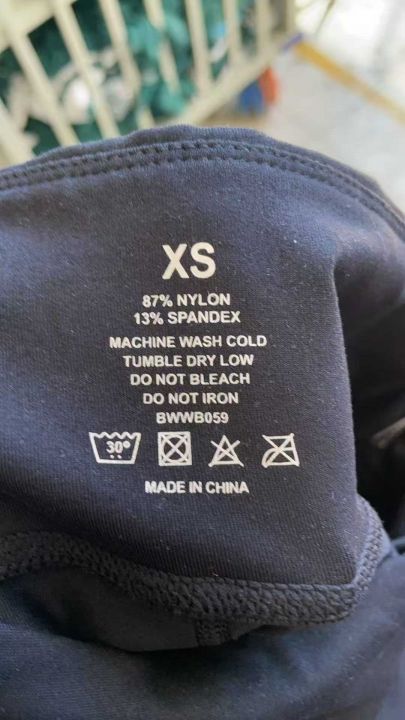 XS
87% NYLON
13% SPANDEX
MACHINE WASH COLD
TUMBLE DRY LOW
DO NOT BLEACH
DO NOT IRON
BWWB059
30°
MADE IN CHINA